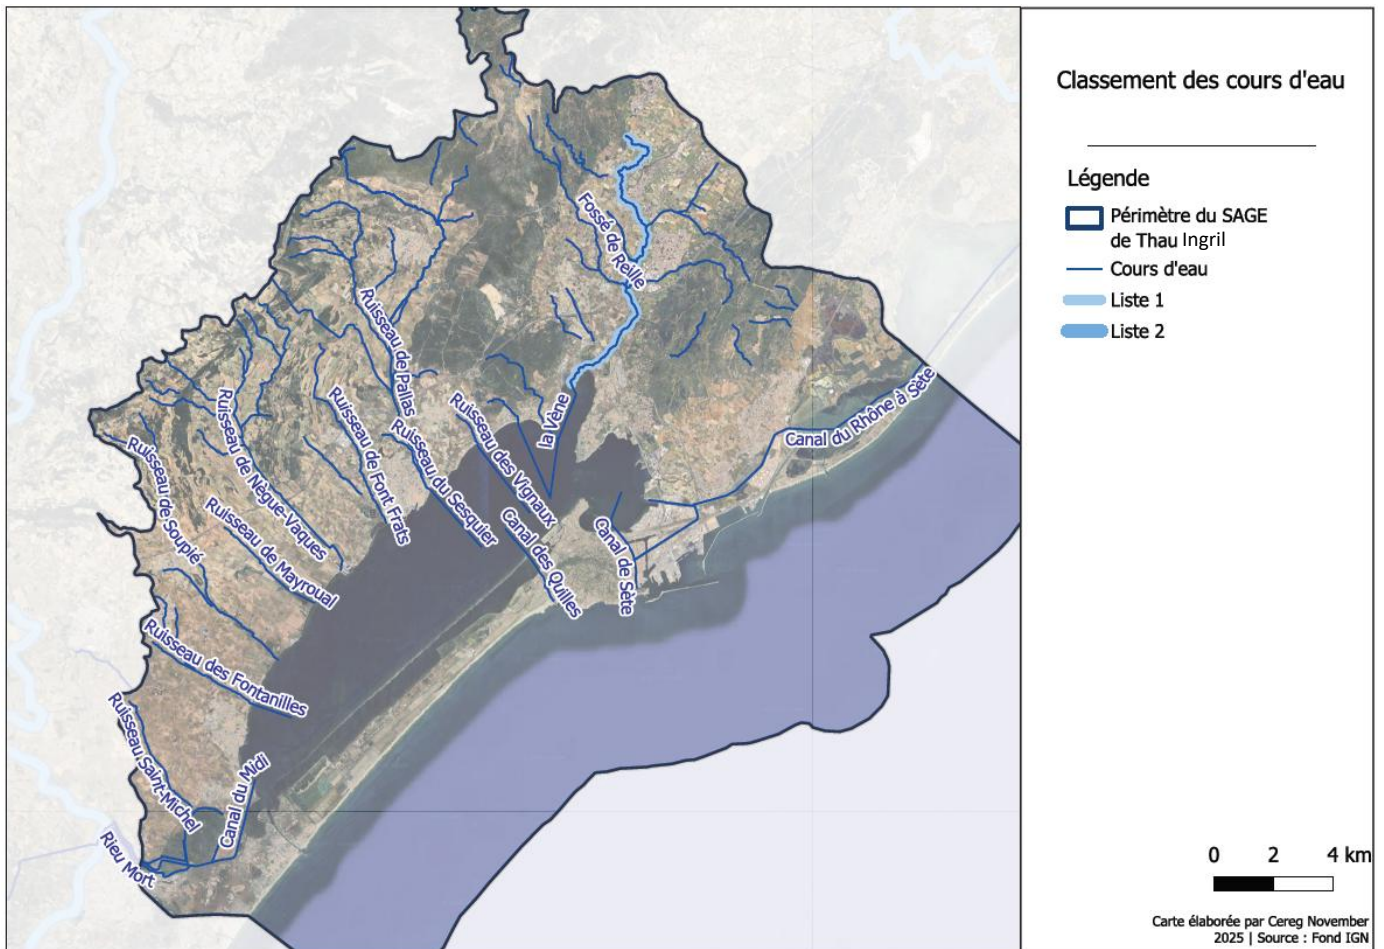 Classement des cours d'eau
Légende
Périmètre du SAGE
de Thau Ingril
Cours d'eau
Liste 1
Liste 2
Fossé de Reille
Ruisseau de Pallas
la Vène
Canal du Rhône à Sète
Ruisseau de Nègue-Vaques
Ruisseau de Font Frats
Ruisseau du Sesquier
Ruisseau des Vignaux
Ruisseau de Soupié
Ruisseau de Mayroual
Canal des Quilles
Canal de Sète
Ruisseau des Fontanilles
Ruisseau Saint-Michel
Canal du Midi
Rieu Mort
0 2 4 km
Carte élaborée par Cereg November
2025 | Source : Fond IGN